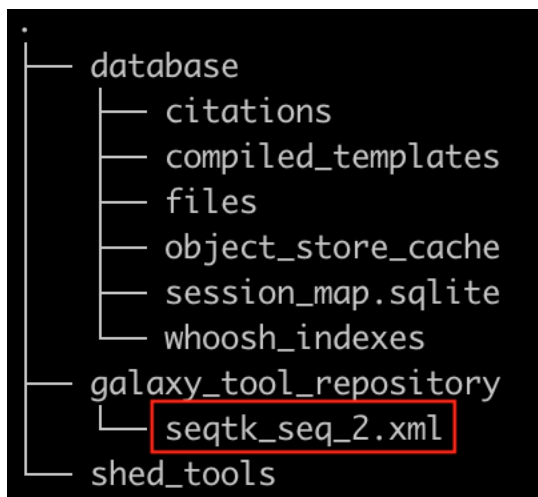 .
database
citations
compiled_templates
files
object_store_cache
session_map.sqlite
whoosh_indexes
galaxy_tool_repository
seqtk_seq_2.xml
shed_tools